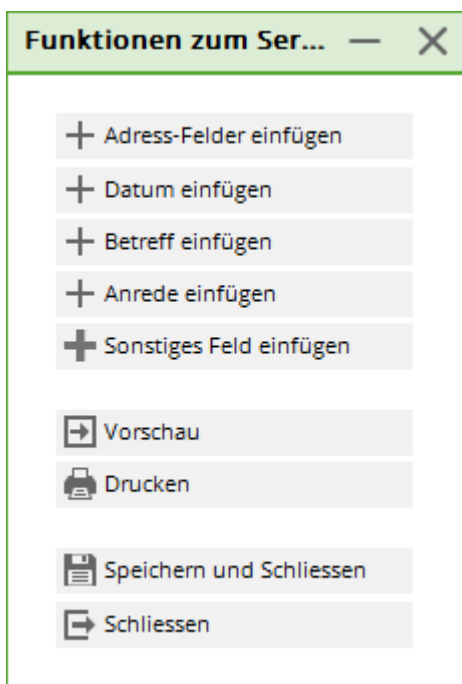 Funktionen zum Ser...
Adress-Felder einfügen
Datum einfügen
Betreff einfügen
Anrede einfügen
Sonstiges Feld einfügen
Vorschau
Drucken
Speichern und Schliessen
Schliessen